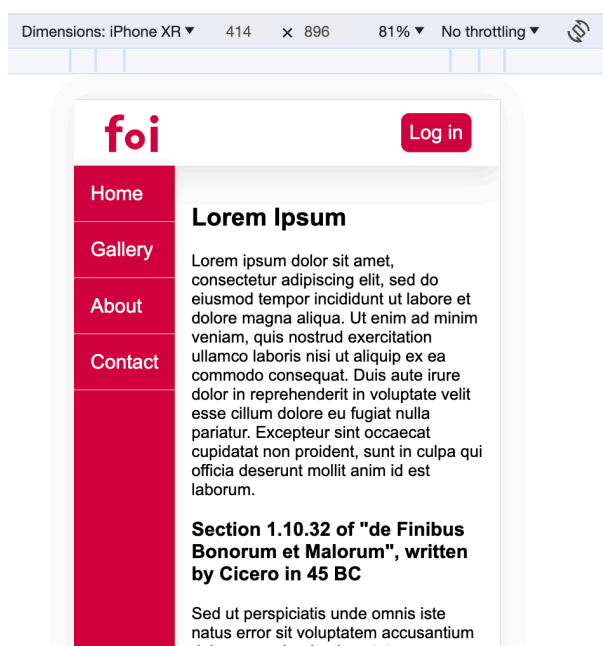 Dimensions: iPhone XR ▼ 414 × 896 81% ▼ No throttling ▼
foi
Log in
Home
Gallery
About
Contact
Lorem Ipsum
Lorem ipsum dolor sit amet,
consectetur adipiscing elit, sed do
eiusmod tempor incididunt ut labore et
dolore magna aliqua. Ut enim ad minim
veniam, quis nostrud exercitation
ullamco laboris nisi ut aliquip ex ea
commodo consequat. Duis aute irure
dolor in reprehenderit in voluptate velit
esse cillum dolore eu fugiat nulla
pariatur. Excepteur sint occaecat
cupidatat non proident, sunt in culpa qui
officia deserunt mollit anim id est
laborum.
Section 1.10.32 of "de Finibus
Bonorum et Malorum", written
by Cicero in 45 BC
Sed ut perspiciatis unde omnis iste
natus error sit voluptatem accusantium